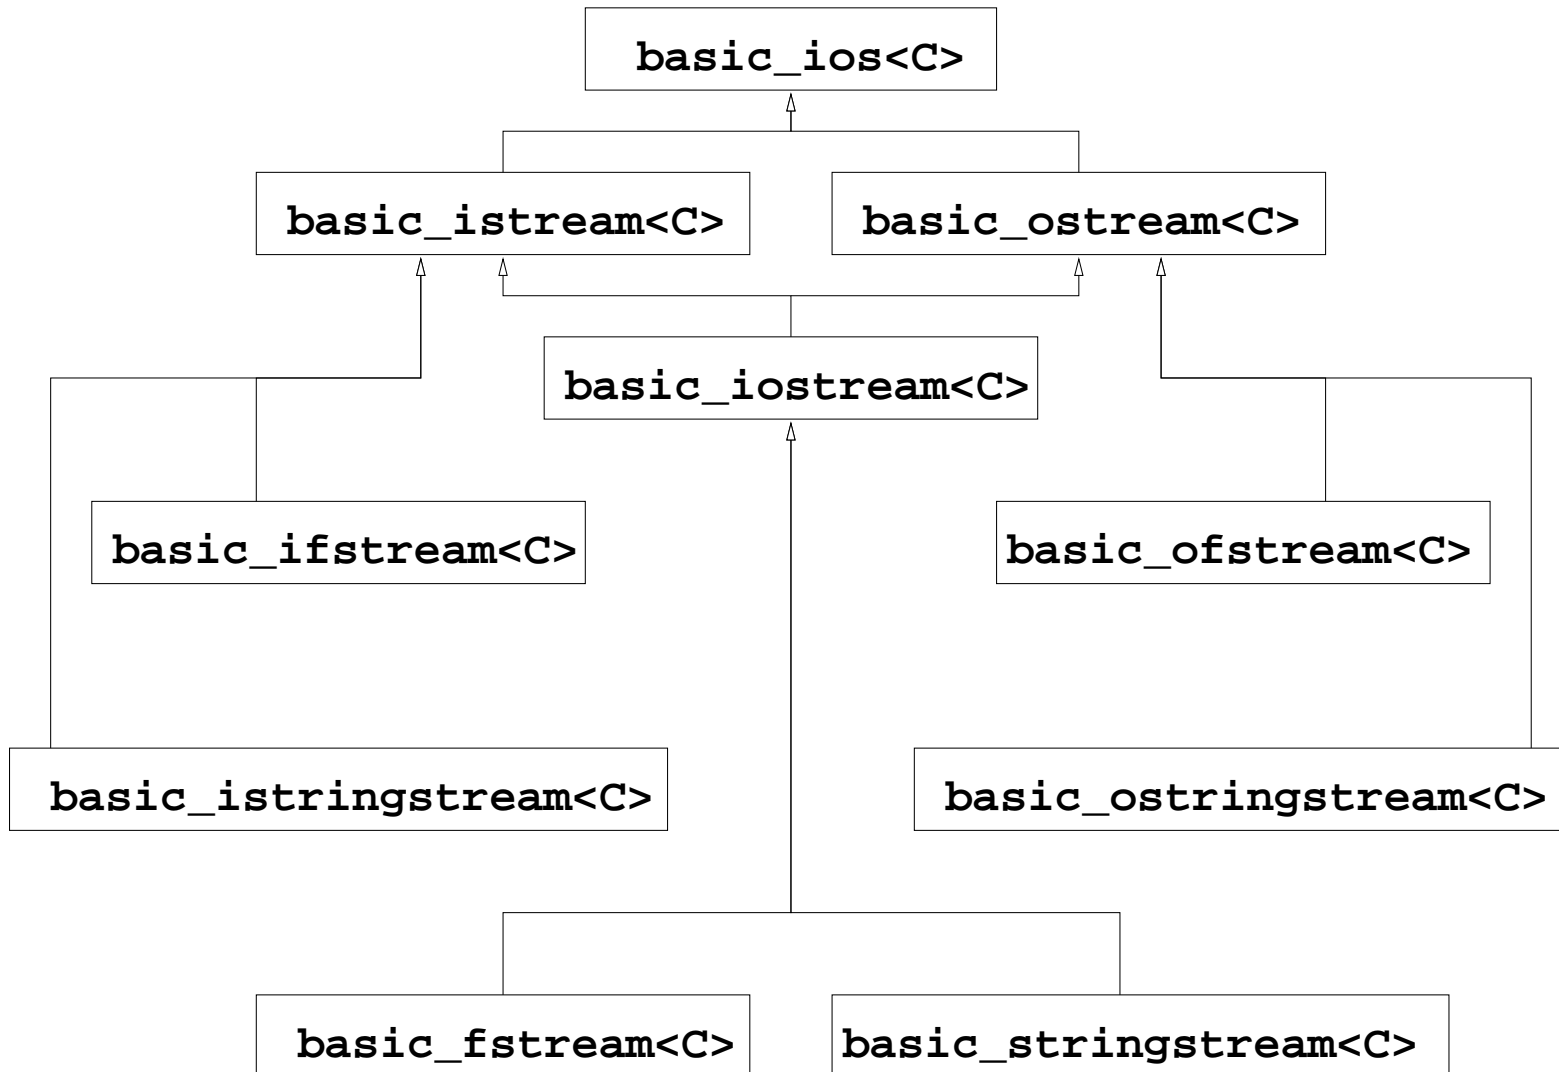 basic_ios<C>
basic_istream<C>
basic_ostream<C>
basic_iostream<C>
basic_ifstream<C>
basic_ofstream<C>
basic_istringstream<C>
basic_ostringstream<C>
basic_fstream<C>
basic_stringstream<C>